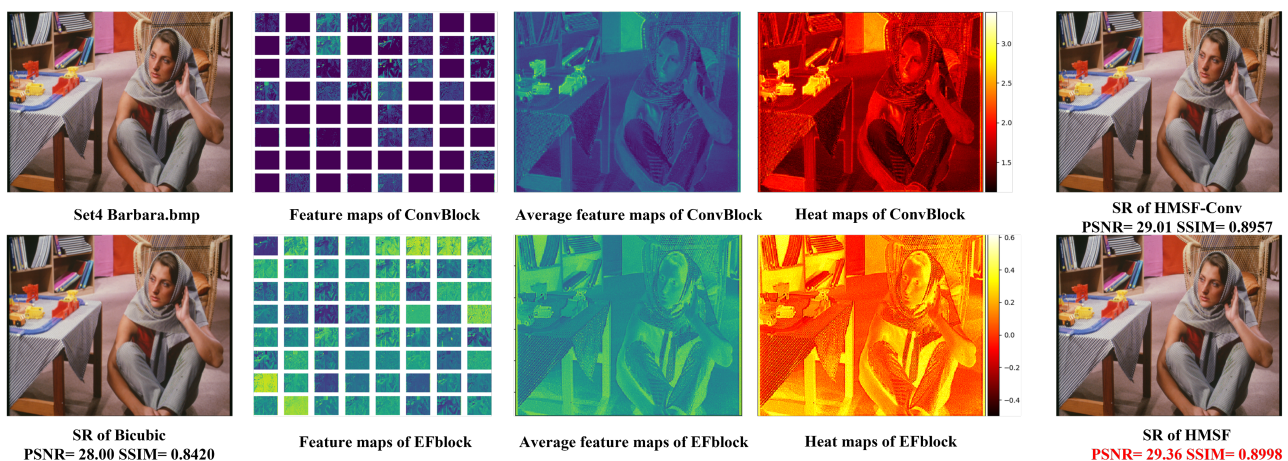 3.0
2.5
2.0
1.5
Set4 Barbara.bmp
Feature maps of ConvBlock
Average feature maps of ConvBlock
Heat maps of ConvBlock
SR of HMSF-Conv
PSNR= 29.01 SSIM= 0.8957
0.6
0.4
0.2
0.0
−0.2
−0.4
SR of Bicubic
PSNR= 28.00 SSIM= 0.8420
Feature maps of EFblock
Average feature maps of EFblock
Heat maps of EFblock
SR of HMSF
PSNR= 29.36 SSIM= 0.8998